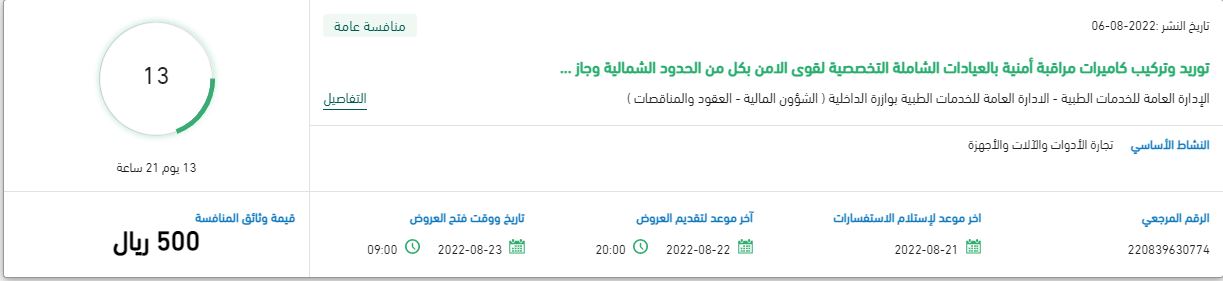 تاريخ النشر :2022-08-06
منافسة عامة
توريد وتركيب كاميرات مراقبة أمنية بالعيادات الشاملة التخصصية لقوى الامن بكل من الحدود الشمالية وجاز ...
الإدارة العامة للخدمات الطبية - الادارة العامة للخدمات الطبية بوازرة الداخلية ( الشؤون المالية - العقود والمناقصات )
التفاصيل
النشاط الأساسي تجارة الأدوات والآلات والأجهزة
13
13 يوم 21 ساعة
الرقم المرجعي
220839630774
اخر موعد لإستلام الاستفسارات
2022-08-21
آخر موعد لتقديم العروض
2022-08-22 20:00
تاريخ ووقت فتح العروض
2022-08-23 09:00
قيمة وثائق المنافسة
500 ريال